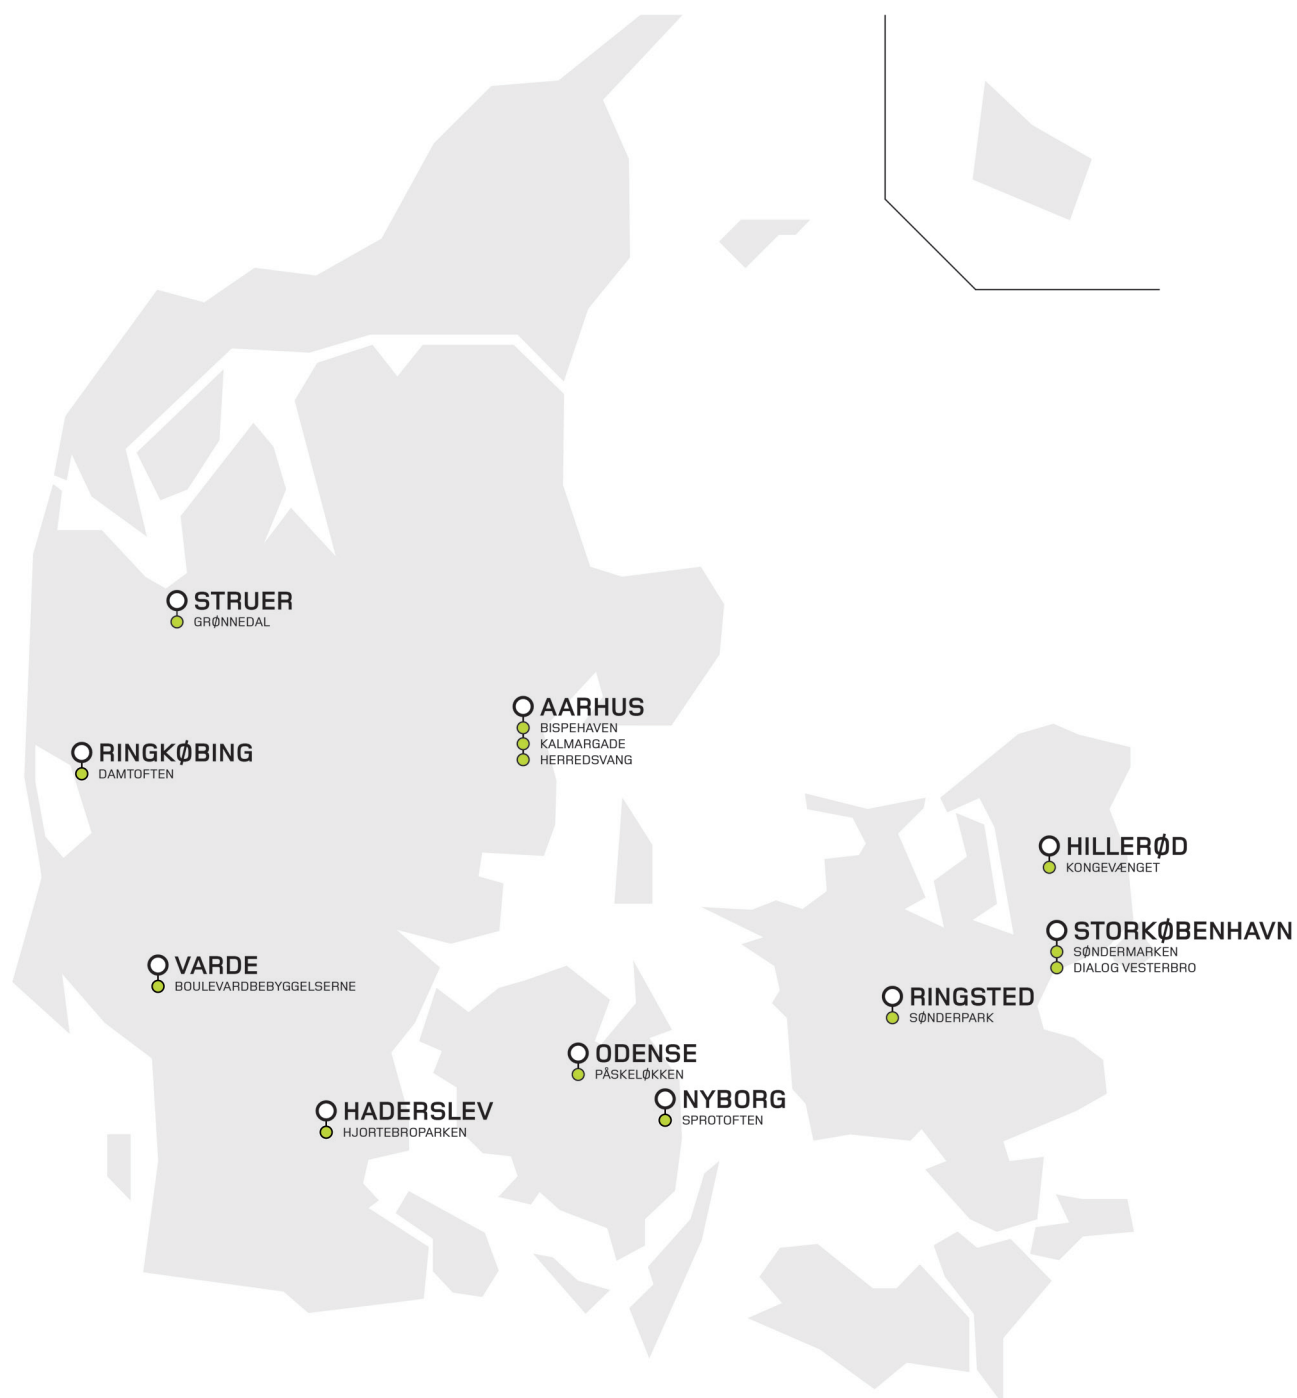 STRUER
GRØNNEDAL
AARHUS
BISPEHAVEN
KALMARGADE
HERREDSVANG
RINGKØBING
DAMTOFTEN
HILLERØD
KONGEVÆNGET
STORKØBENHAVN
SØNDERMARKEN
DIALOG VESTERBRO
VARDE
BOULEVARDBEBYGGELSERNE
RINGSTED
SØNDERPARK
ODENSE
PÅSKELØKKEN
NYBORG
SPROTOFTEN
HADERSLEV
HJORTEBROPARKEN